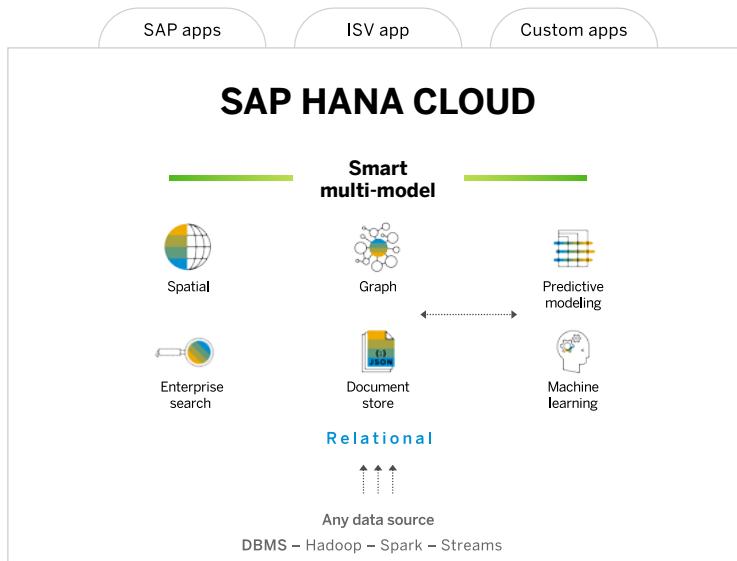 SAP apps
ISV app
Custom apps
SAP HANA CLOUD
Smart
multi-model
Spatial
Graph
Predictive
modeling
Enterprise
search
{;}
JSON
Document
store
Machine
learning
Relational
Any data source
DBMS – Hadoop – Spark – Streams